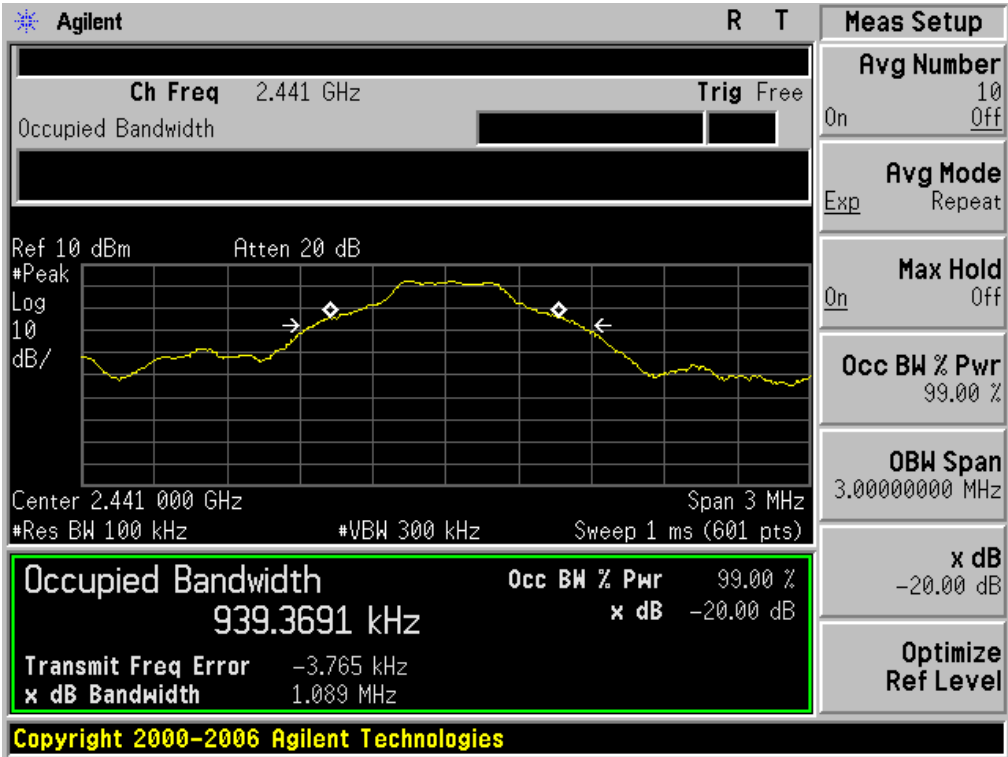 Agilent R T
Ch Freq 2.441 GHz Trig Free
Occupied Bandwidth
Ref 10 dBm Atten 20 dB
#Peak
Log
10
dB/
Center 2.441 000 GHz Span 3 MHz
#Res BW 100 kHz #VBW 300 kHz Sweep 1 ms (601 pts)
Occupied Bandwidth Occ BW % Pwr 99.00 %
939.3691 kHz x dB -20.00 dB
Transmit Freq Error -3.765 kHz
x dB Bandwidth 1.089 MHz
Copyright 2000-2006 Agilent Technologies
Meas Setup
Avg Number
10
On Off
Avg Mode
Exp Repeat
Max Hold
On Off
Occ BW % Pwr
99.00 %
OBW Span
3.00000000 MHz
x dB
-20.00 dB
Optimize
Ref Level